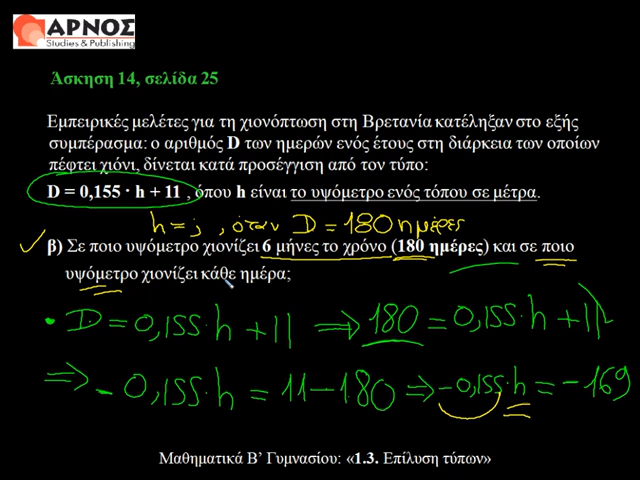 ΑΡΝΟΣ
Studies & Publishing
Άσκηση 14, σελίδα 25
Εμπειρικές μελέτες για τη χιονόπτωση στη Βρετανία κατέληξαν στο εξής
συμπέρασμα: ο αριθμός D των ημερών ενός έτους στη διάρκεια των οποίων
πέφτει χιόνι, δίνεται κατά προσέγγιση από τον τύπο:
D = 0,155 · h + 11 , όπου h είναι το υψόμετρο ενός τόπου σε μέτρα.
h = ; , όταν D = 180 ημέρες
β) Σε ποιο υψόμετρο χιονίζει 6 μήνες το χρόνο (180 ημέρες) και σε ποιο
υψόμετρο χιονίζει κάθε ημέρα;
• D = 0,155·h + 11 ⟹ 180 = 0,155·h + 11
⟹ - 0,155·h = 11 - 180 ⟹ - 0,155·h = - 169
Μαθηματικά Β' Γυμνασίου: «1.3. Επίλυση τύπων»